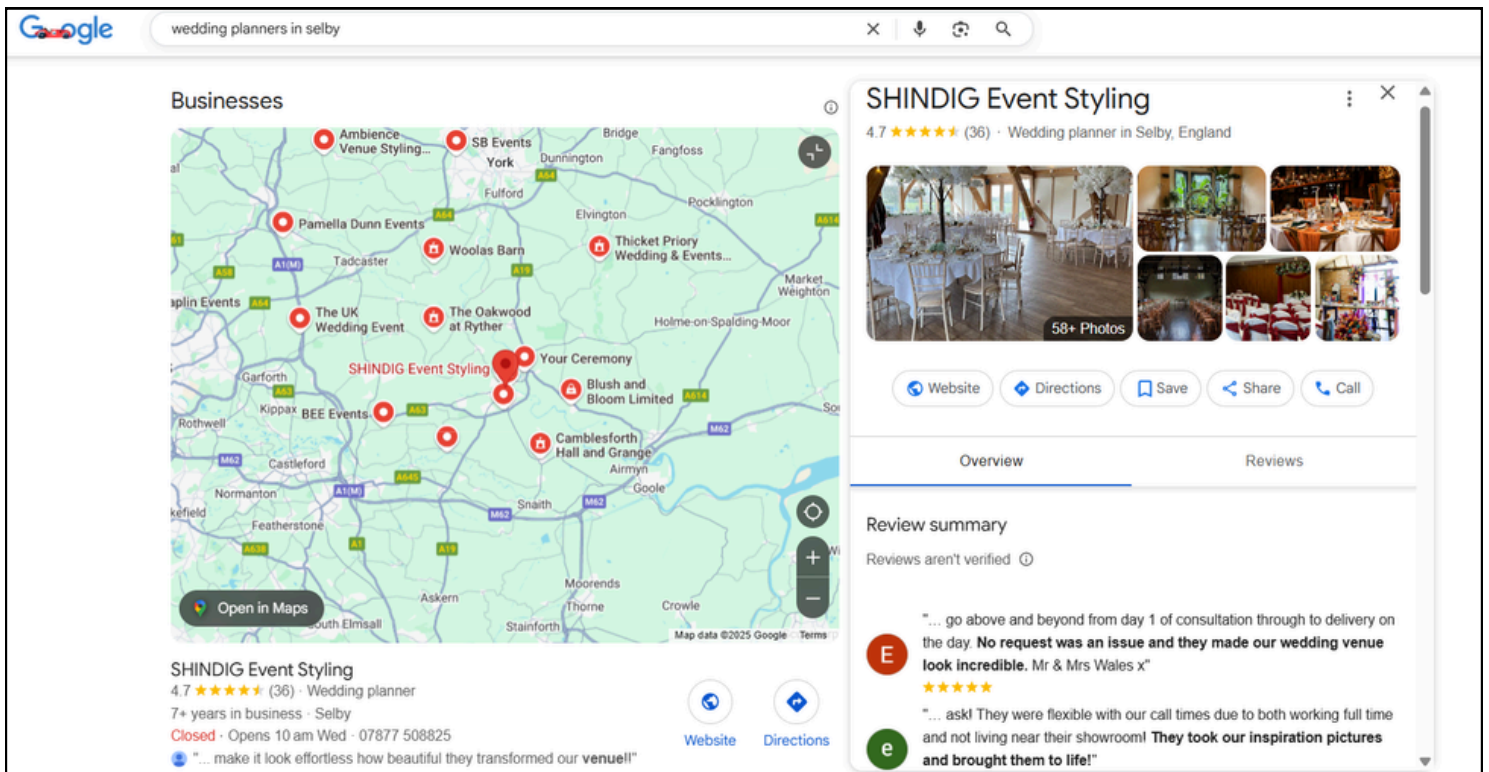 Google
wedding planners in selby
Businesses
Ambience
Venue Styling...
SB Events
York
Bridge
Dunnington
Fangfoss
A64
Fulford
Pocklington
Elvington
A64
A614
Pamella Dunn Events
Woolas Barn
Thicket Priory
Wedding & Events...
A1(M)
Tadcaster
A58
A19
Market
Weighton
aplin Events
A64
The UK
Wedding Event
The Oakwood
at Ryther
Holme-on-Spalding-Moor
Your Ceremony
SHINDIG Event Styling
Garforth
A63
Blush and
Bloom Limited
A614
Kippax
BEE Events
A63
Rothwell
M62
Camblesforth
Hall and Grange
M62
Castleford
Airmyn
A645
Goole
Normanton
A1(M)
Snaith
M62
M62
kefield
Featherstone
A638
A1
A19
Moorends
Askern
Thorne
Crowle
Open in Maps
outh Elmsall
Stainforth
Map data ©2025 Google
Terms
SHINDIG Event Styling
4.7 (36) · Wedding planner
7+ years in business · Selby
Closed · Opens 10 am Wed · 07877 508825
"... make it look effortless how beautiful they transformed our venue!!"
Website
Directions
SHINDIG Event Styling
4.7 (36) · Wedding planner in Selby, England
58+ Photos
Website
Directions
Save
Share
Call
Overview
Reviews
Review summary
Reviews aren't verified
E
"... go above and beyond from day 1 of consultation through to delivery on
the day. No request was an issue and they made our wedding venue
look incredible. Mr & Mrs Wales x"
e
"... ask! They were flexible with our call times due to both working full time
and not living near their showroom! They took our inspiration pictures
and brought them to life!"